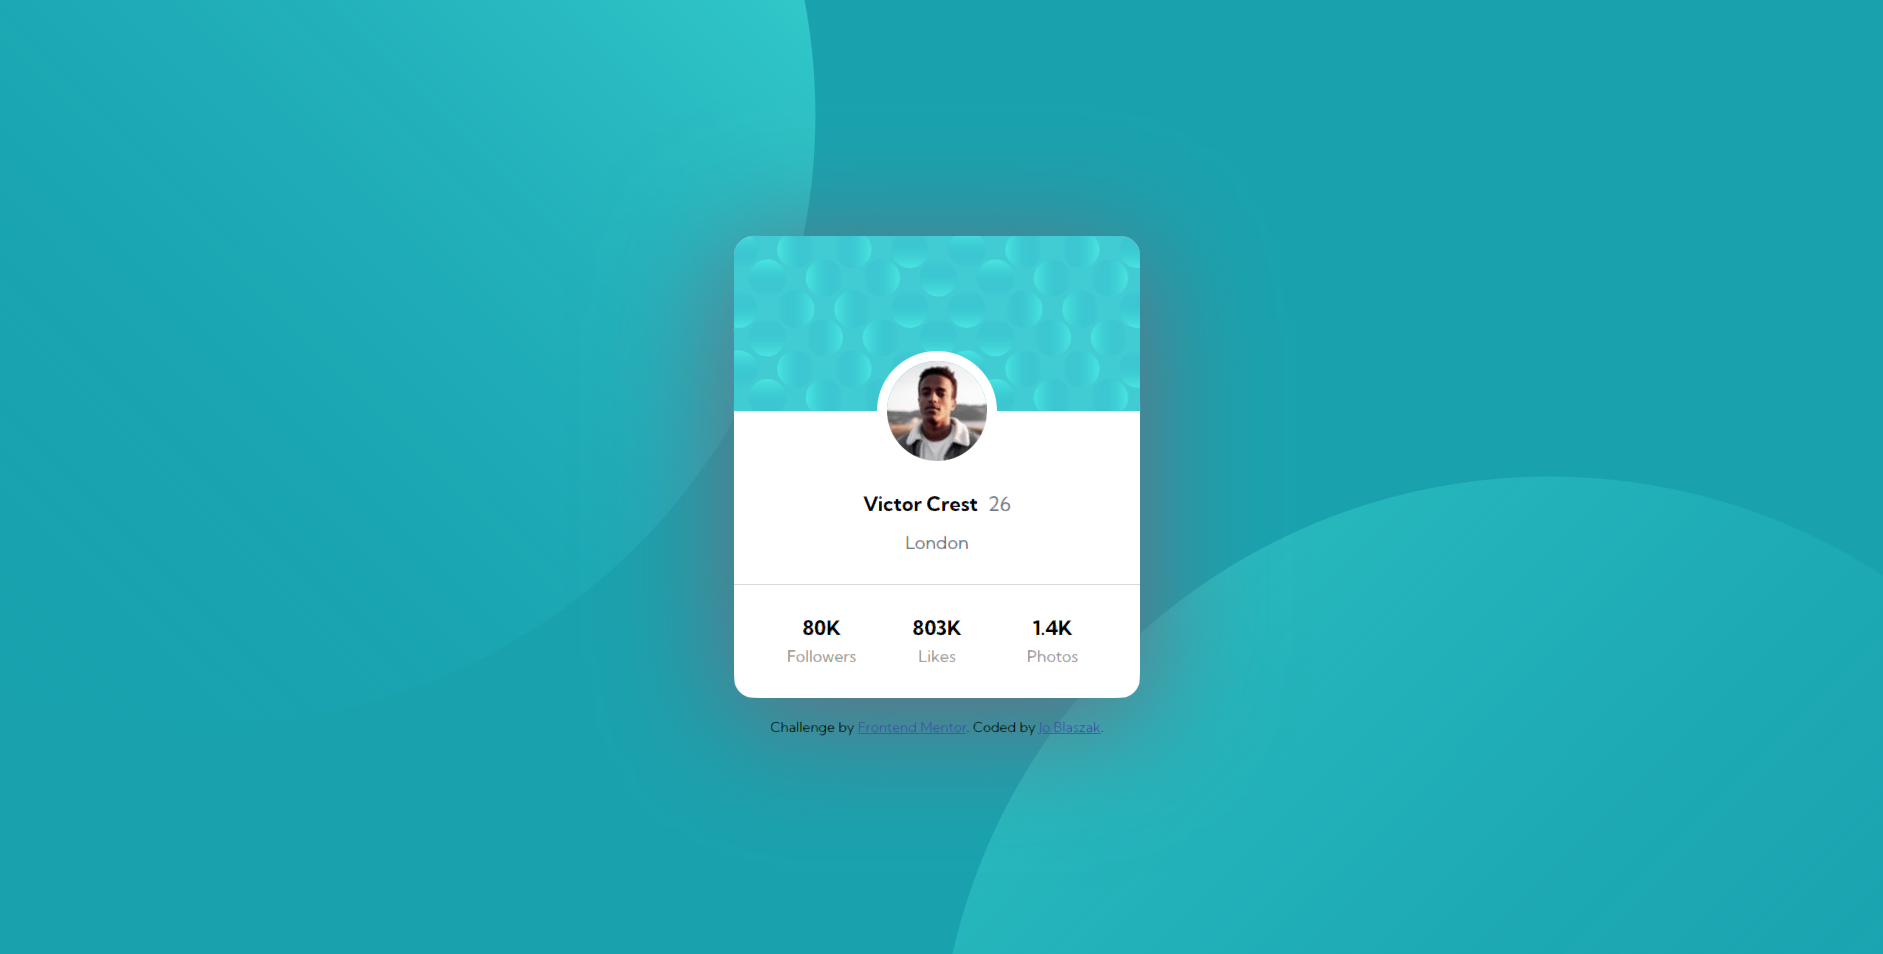 Victor Crest 26
London
80K 803K 1.4K
Followers Likes Photos
Challenge by Frontend Mentor. Coded by Jo Blaszak.